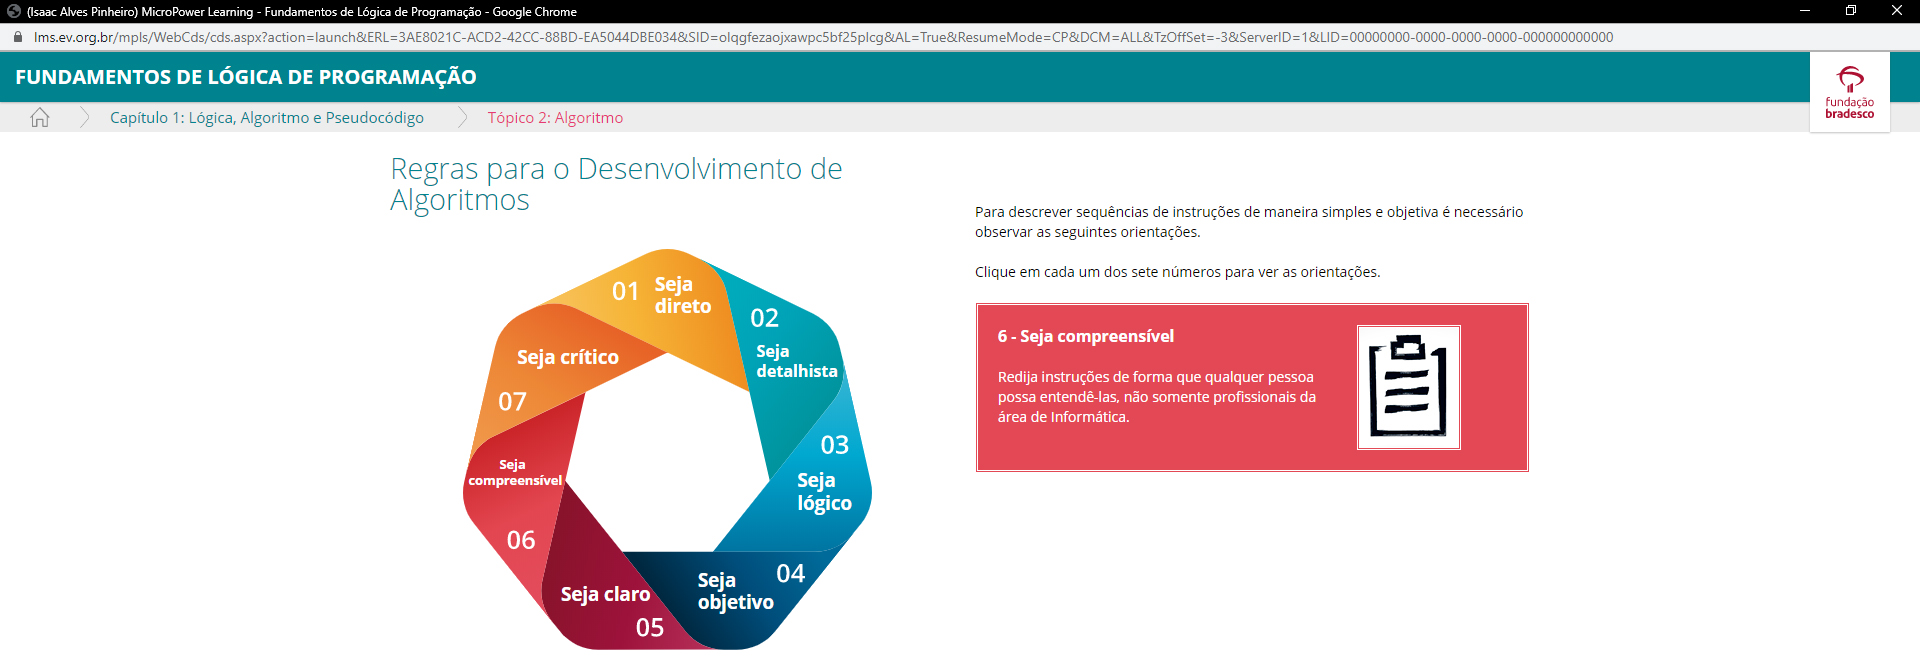 (Isaac Alves Pinheiro) MicroPower Learning - Fundamentos de Lógica de Programação - Google Chrome
lms.ev.org.br/mpls/WebCds/cds.aspx?action=launch&ERL=3AE8021C-ACD2-42CC-88BD-EA5044DBE034&SID=olqgfezaojxawpc5bf25plcg&AL=True&ResumeMode=CP&DCM=ALL&TzOffSet=-3&ServerID=1&LID=00000000-0000-0000-0000-000000000000
FUNDAMENTOS DE LÓGICA DE PROGRAMAÇÃO
fundação
bradesco
Capítulo 1: Lógica, Algoritmo e Pseudocódigo
Tópico 2: Algoritmo
Regras para o Desenvolvimento de
Algoritmos
01 Seja
direto
02
Seja
detalhista
03
Seja
lógico
04
Seja
objetivo
Seja claro
05
Seja
compreensível
06
Seja crítico
07
Para descrever sequências de instruções de maneira simples e objetiva é necessário
observar as seguintes orientações.
Clique em cada um dos sete números para ver as orientações.
6 - Seja compreensível
Redija instruções de forma que qualquer pessoa
possa entendê-las, não somente profissionais da
área de Informática.